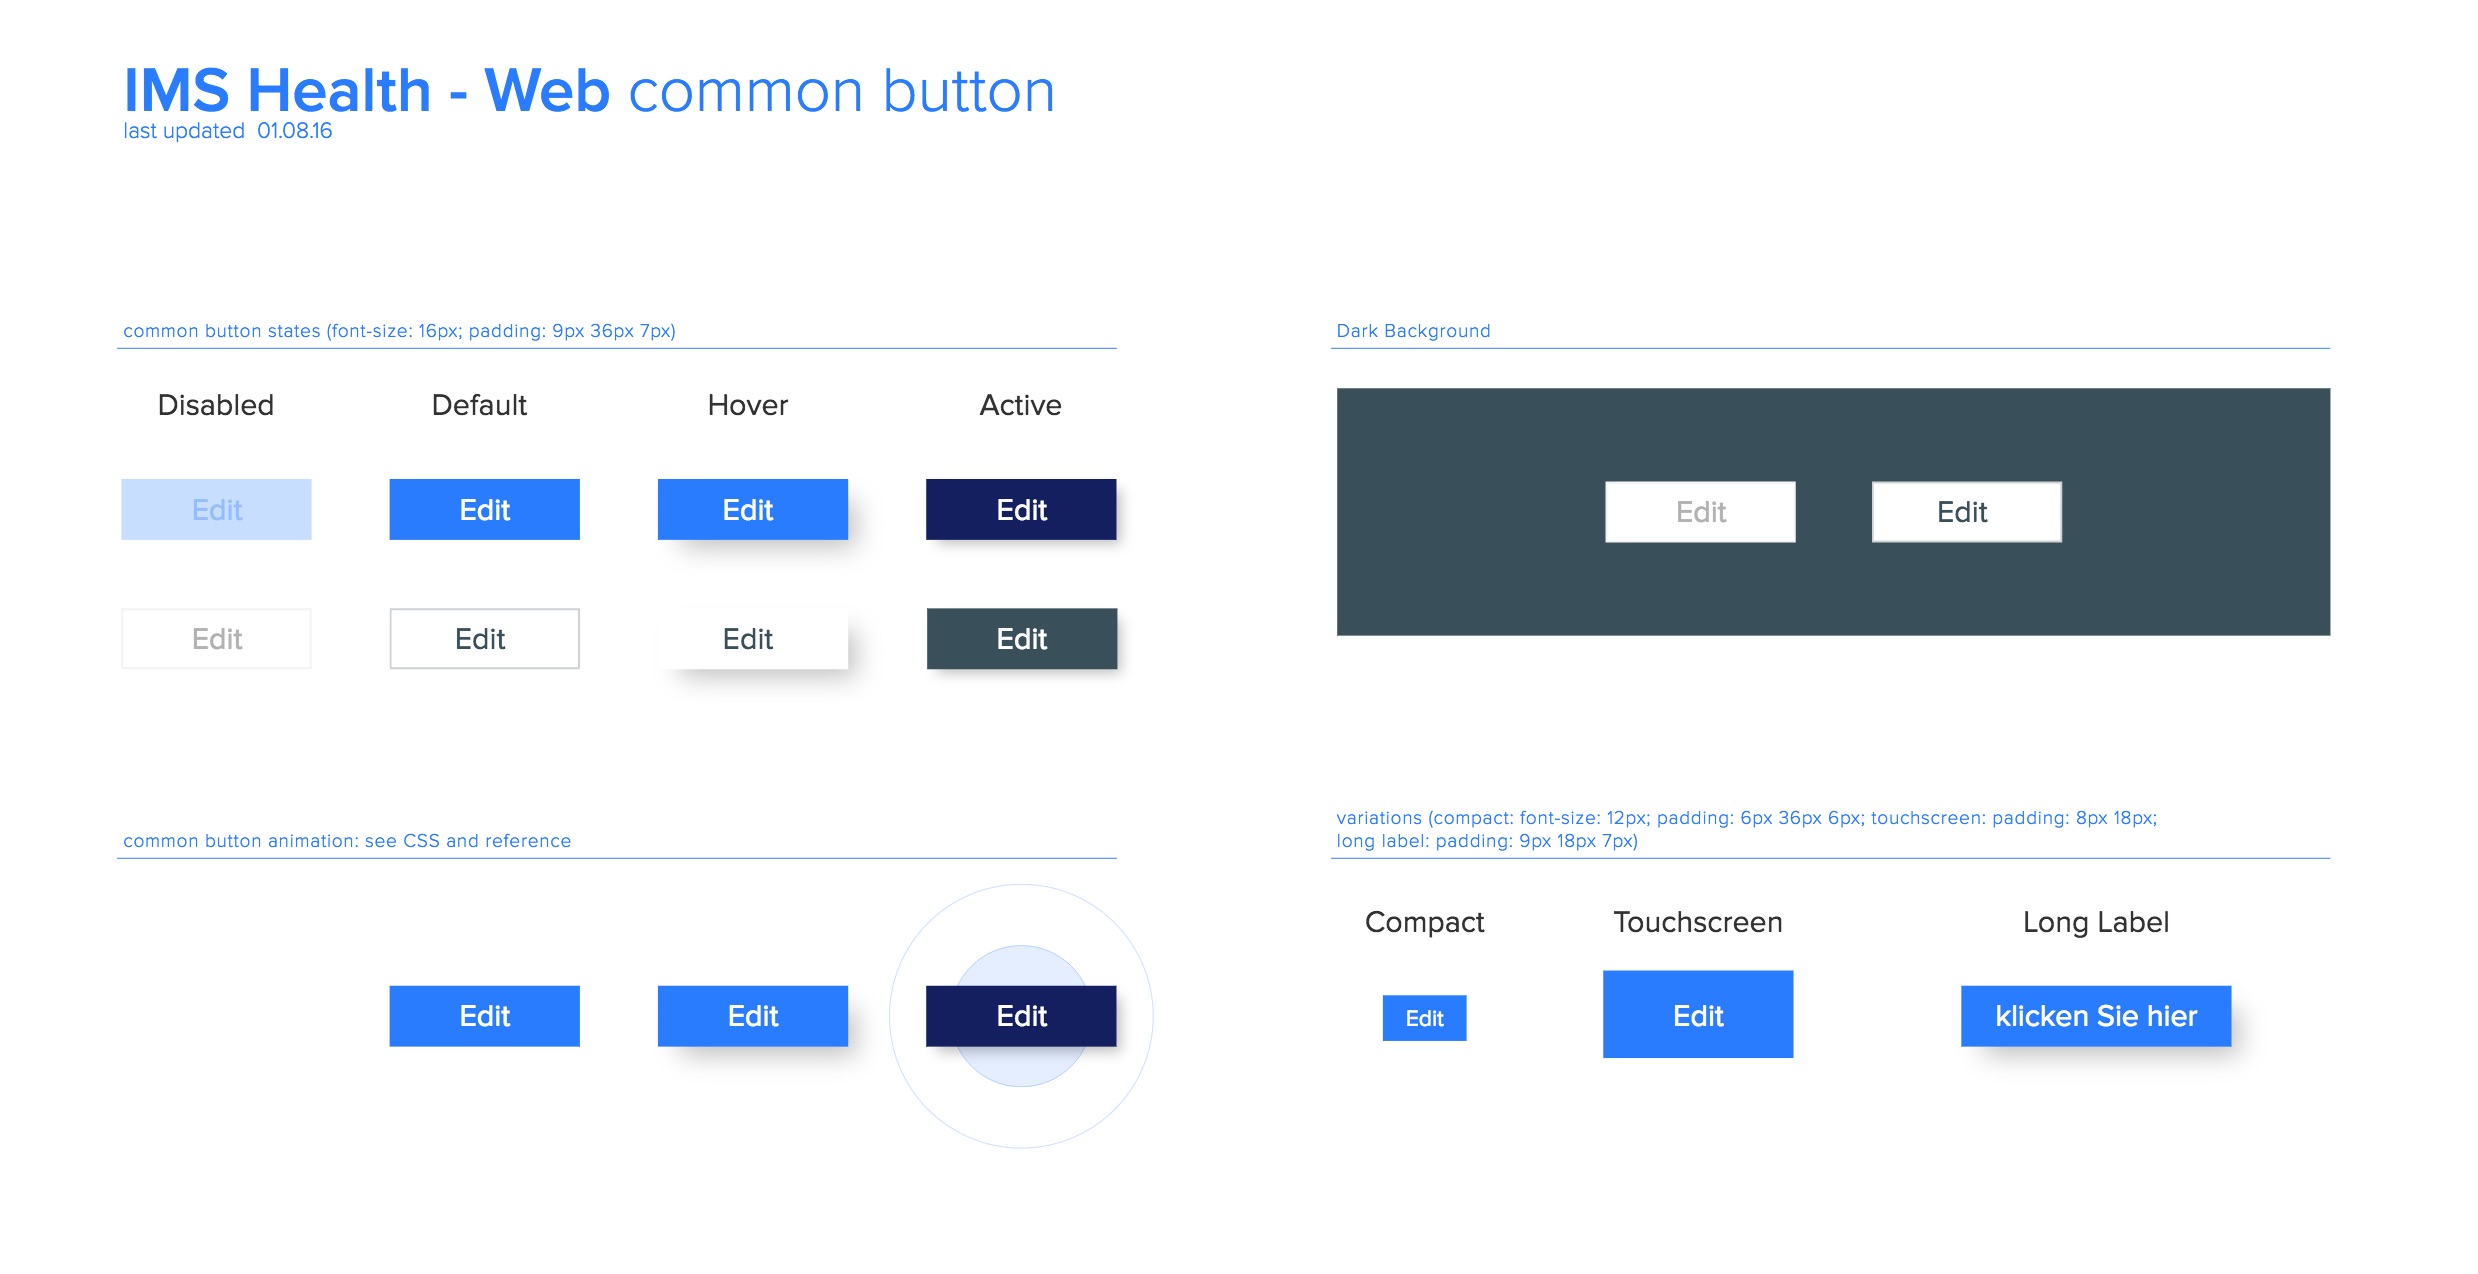 IMS Health - Web common button
last updated  01.08.16
common button states (font-size: 16px; padding: 9px 36px 7px)
Disabled Default Hover Active
Edit Edit Edit Edit
Edit Edit Edit Edit
Dark Background
Edit Edit
common button animation: see CSS and reference
Edit Edit Edit
variations (compact: font-size: 12px; padding: 6px 36px 6px; touchscreen: padding: 8px 18px;
long label: padding: 9px 18px 7px)
Compact Touchscreen Long Label
Edit Edit klicken Sie hier